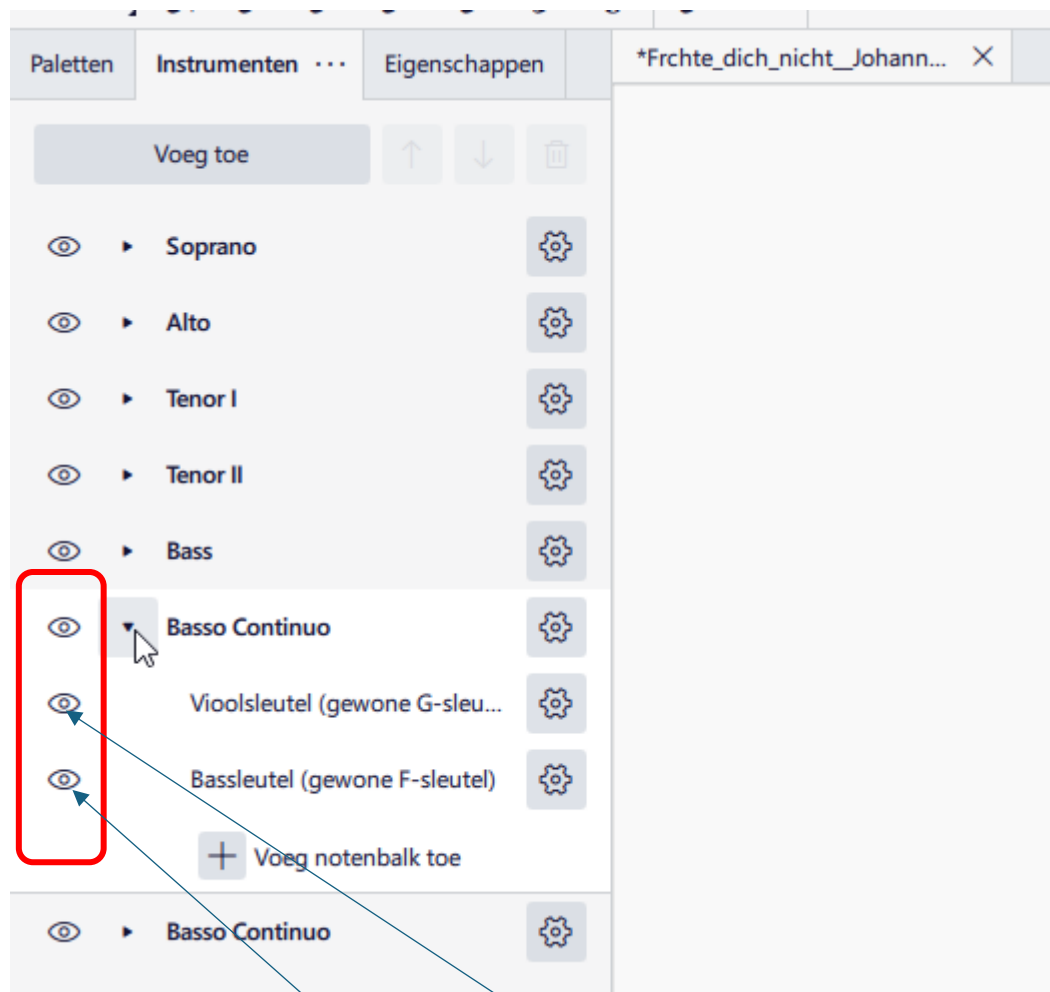 Paletten
Instrumenten ···
Eigenschappen
*Frchte_dich_nicht__Johann...
Voeg toe
Soprano
Alto
Tenor I
Tenor II
Bass
Basso Continuo
Vioolsleutel (gewone G-sleu...
Bassleutel (gewone F-sleutel)
Voeg notenbalk toe
Basso Continuo